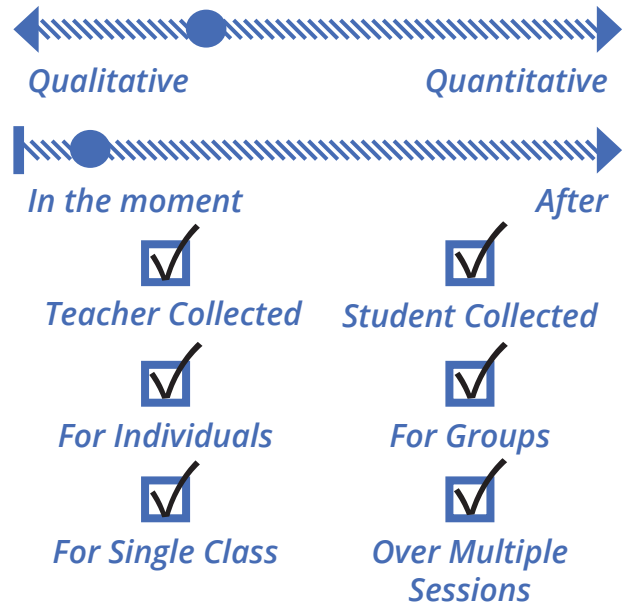 Qualitative Quantitative
In the moment After
Teacher Collected Student Collected
For Individuals For Groups
For Single Class Over Multiple
Sessions